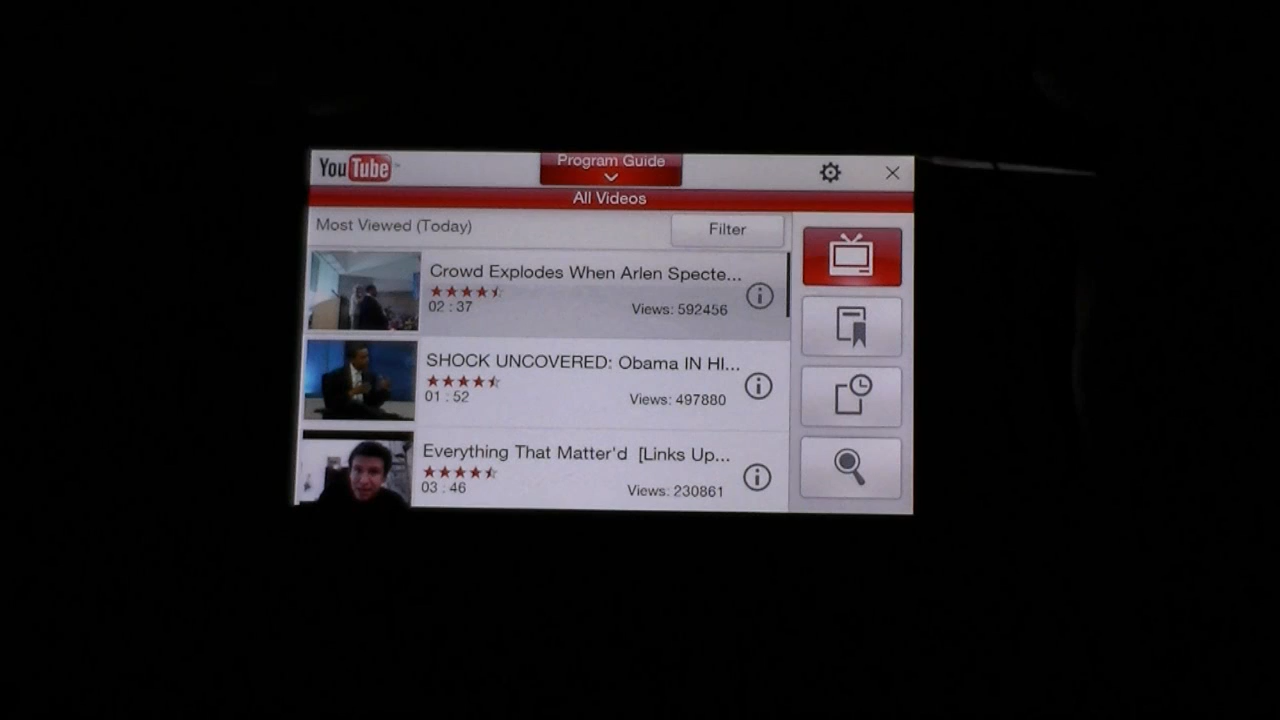 YouTube
Program Guide
All Videos
Most Viewed (Today)
Filter
Crowd Explodes When Arlen Specte...
02 : 37
Views: 592456
SHOCK UNCOVERED: Obama IN HI...
01 : 52
Views: 497880
Everything That Matter'd [Links Up...
03 : 46
Views: 230861